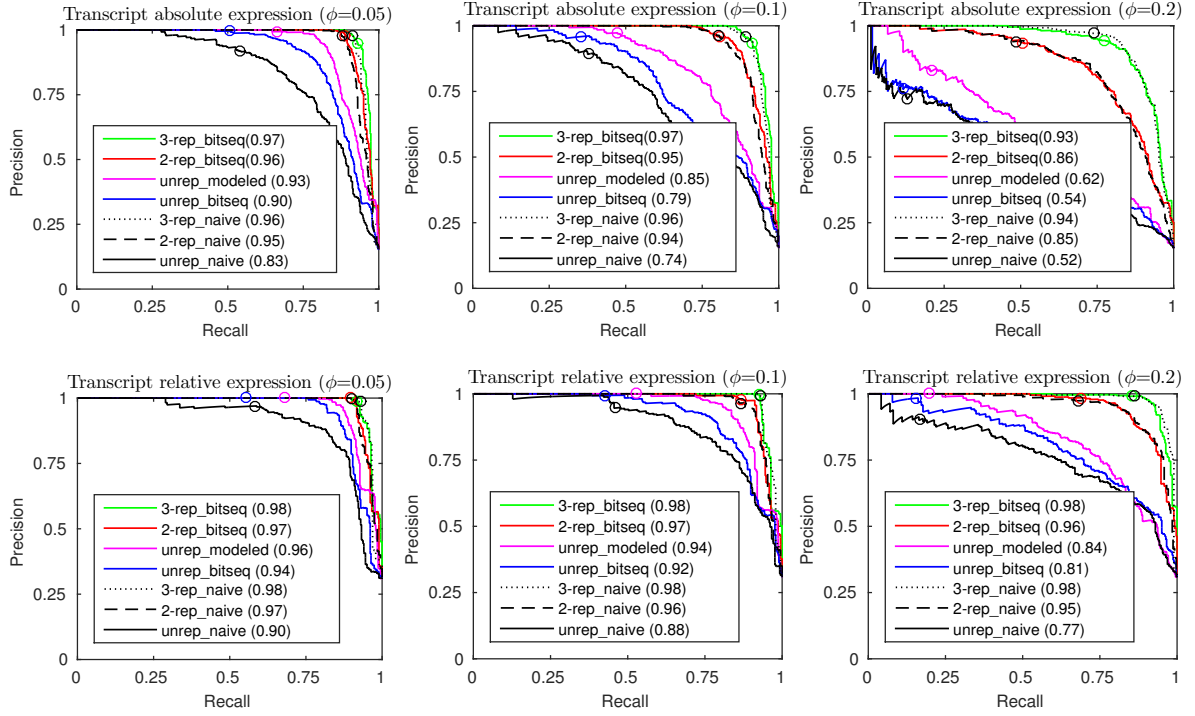 Transcript absolute expression (ϕ=0.05)
Precision
1
0.75
0.5
0.25
0
3-rep_bitseq(0.97)
2-rep_bitseq(0.96)
unrep_modeled (0.93)
unrep_bitseq (0.90)
3-rep_naive (0.96)
2-rep_naive (0.95)
unrep_naive (0.83)
0 0.25 0.5 0.75 1
Recall
Transcript absolute expression (ϕ=0.1)
Precision
1
0.75
0.5
0.25
0
3-rep_bitseq(0.97)
2-rep_bitseq(0.95)
unrep_modeled (0.85)
unrep_bitseq (0.79)
3-rep_naive (0.96)
2-rep_naive (0.94)
unrep_naive (0.74)
0 0.25 0.5 0.75 1
Recall
Transcript absolute expression (ϕ=0.2)
Precision
1
0.75
0.5
0.25
0
3-rep_bitseq(0.93)
2-rep_bitseq(0.86)
unrep_modeled (0.62)
unrep_bitseq (0.54)
3-rep_naive (0.94)
2-rep_naive (0.85)
unrep_naive (0.52)
0 0.25 0.5 0.75 1
Recall
Transcript relative expression (ϕ=0.05)
Precision
1
0.75
0.5
0.25
0
3-rep_bitseq (0.98)
2-rep_bitseq (0.97)
unrep_modeled (0.96)
unrep_bitseq (0.94)
3-rep_naive (0.98)
2-rep_naive (0.97)
unrep_naive (0.90)
0 0.25 0.5 0.75 1
Recall
Transcript relative expression (ϕ=0.1)
Precision
1
0.75
0.5
0.25
0
3-rep_bitseq (0.98)
2-rep_bitseq (0.97)
unrep_modeled (0.94)
unrep_bitseq (0.92)
3-rep_naive (0.98)
2-rep_naive (0.96)
unrep_naive (0.88)
0 0.25 0.5 0.75 1
Recall
Transcript relative expression (ϕ=0.2)
Precision
1
0.75
0.5
0.25
0
3-rep_bitseq (0.98)
2-rep_bitseq (0.96)
unrep_modeled (0.84)
unrep_bitseq (0.81)
3-rep_naive (0.98)
2-rep_naive (0.95)
unrep_naive (0.77)
0 0.25 0.5 0.75 1
Recall